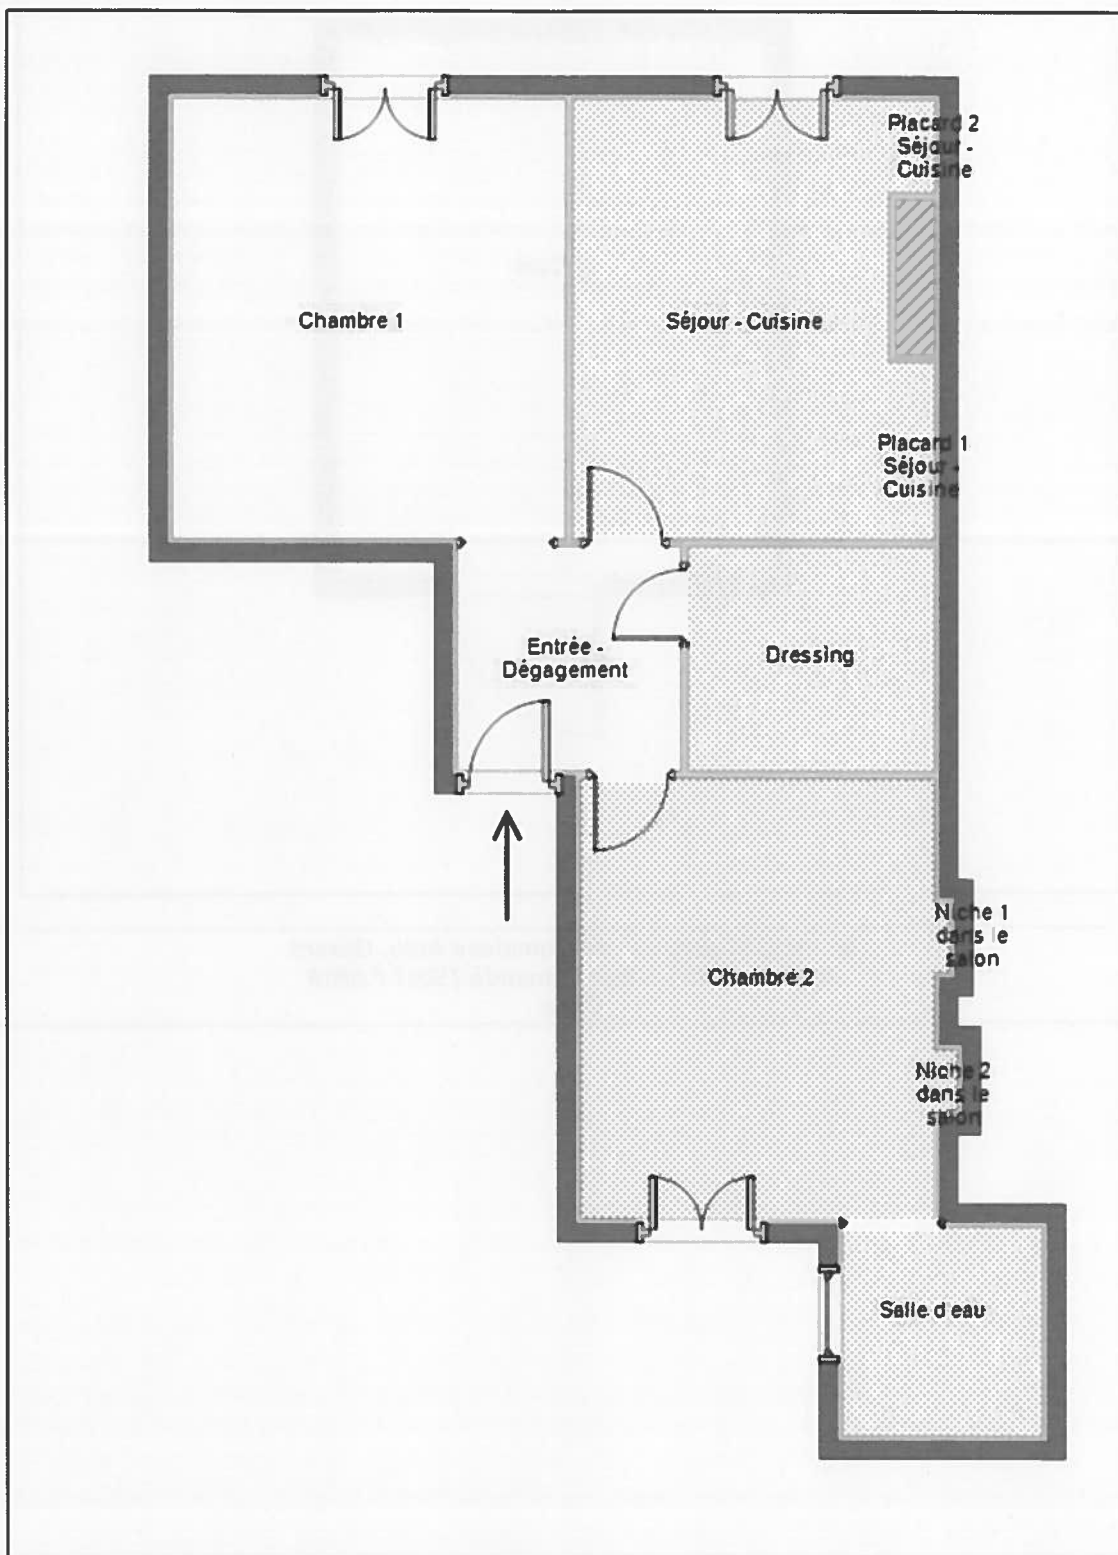 Placard 2
Séjour -
Cuisine
Chambre 1
Séjour - Cuisine
Placard 1
Séjour -
Cuisine
Entrée -
Dégagement
Dressing
Niche 1
dans le
salon
Chambre 2
Niche 2
dans le
salon
Salle d'eau